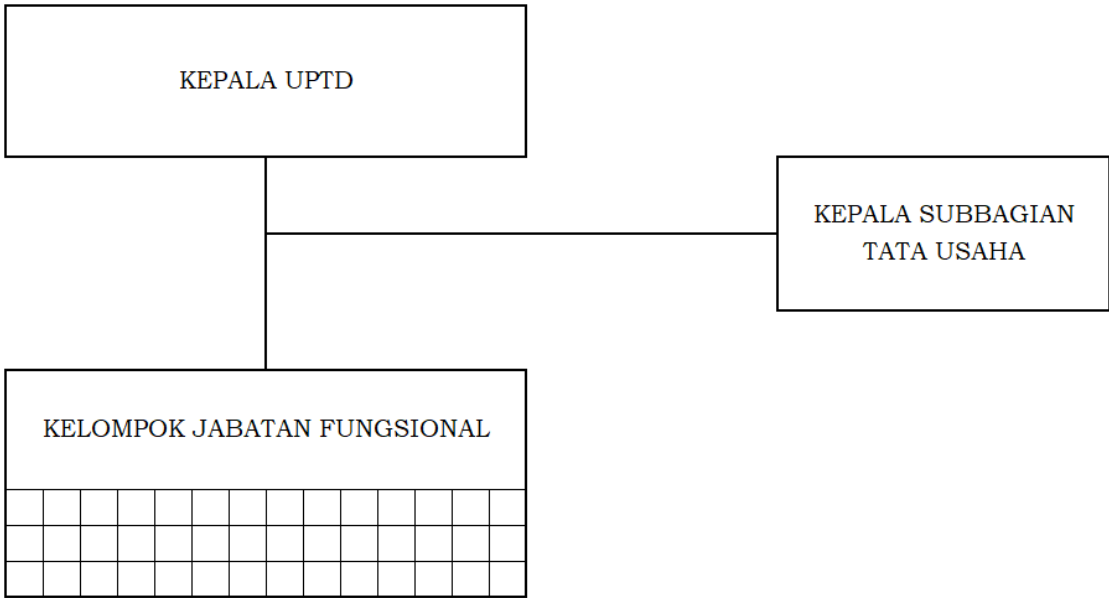 KEPALA UPTD
KEPALA SUBBAGIAN
TATA USAHA
KELOMPOK JABATAN FUNGSIONAL